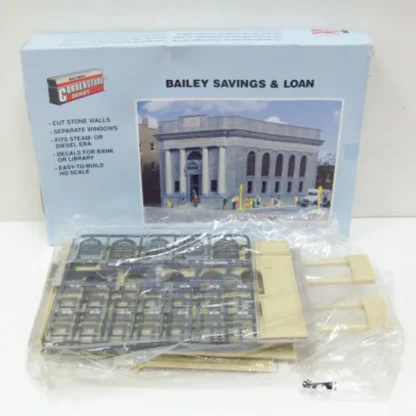 CORNERSTONE
SERIES
BAILEY SAVINGS & LOAN
- CUT STONE WALLS
- SEPARATE WINDOWS
- FITS STEAM- OR
DIESEL ERA
- DECALS FOR BANK
OR LIBRARY
- EASY-TO-BUILD
HO SCALE